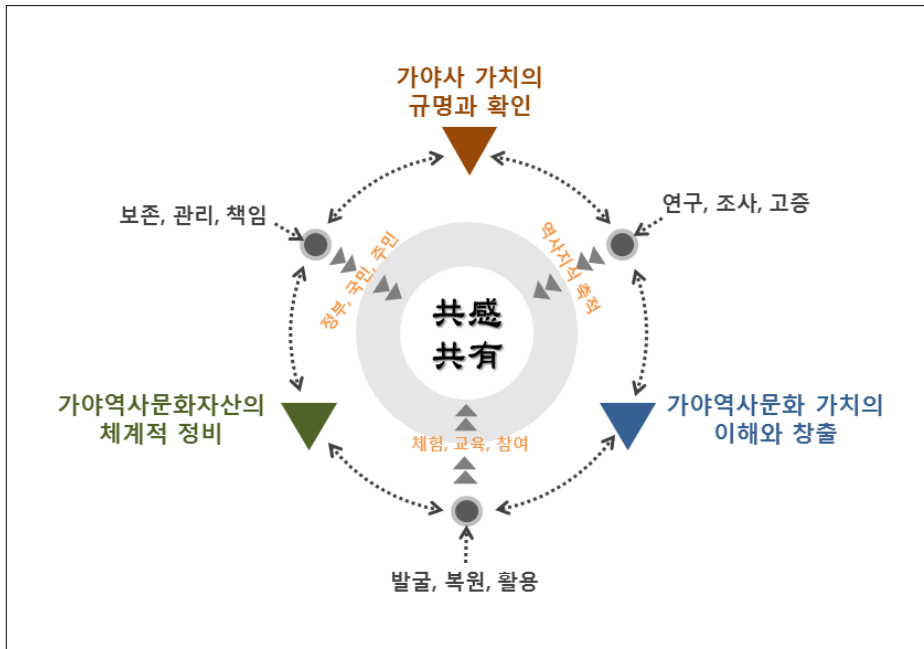 가야사 가치의
규명과 확인
보존, 관리, 책임
연구, 조사, 고증
정부, 국민, 주민
역사지식 축적
共感
共有
가야역사문화자산의
체계적 정비
가야역사문화 가치의
이해와 창출
체험, 교육, 참여
발굴, 복원, 활용